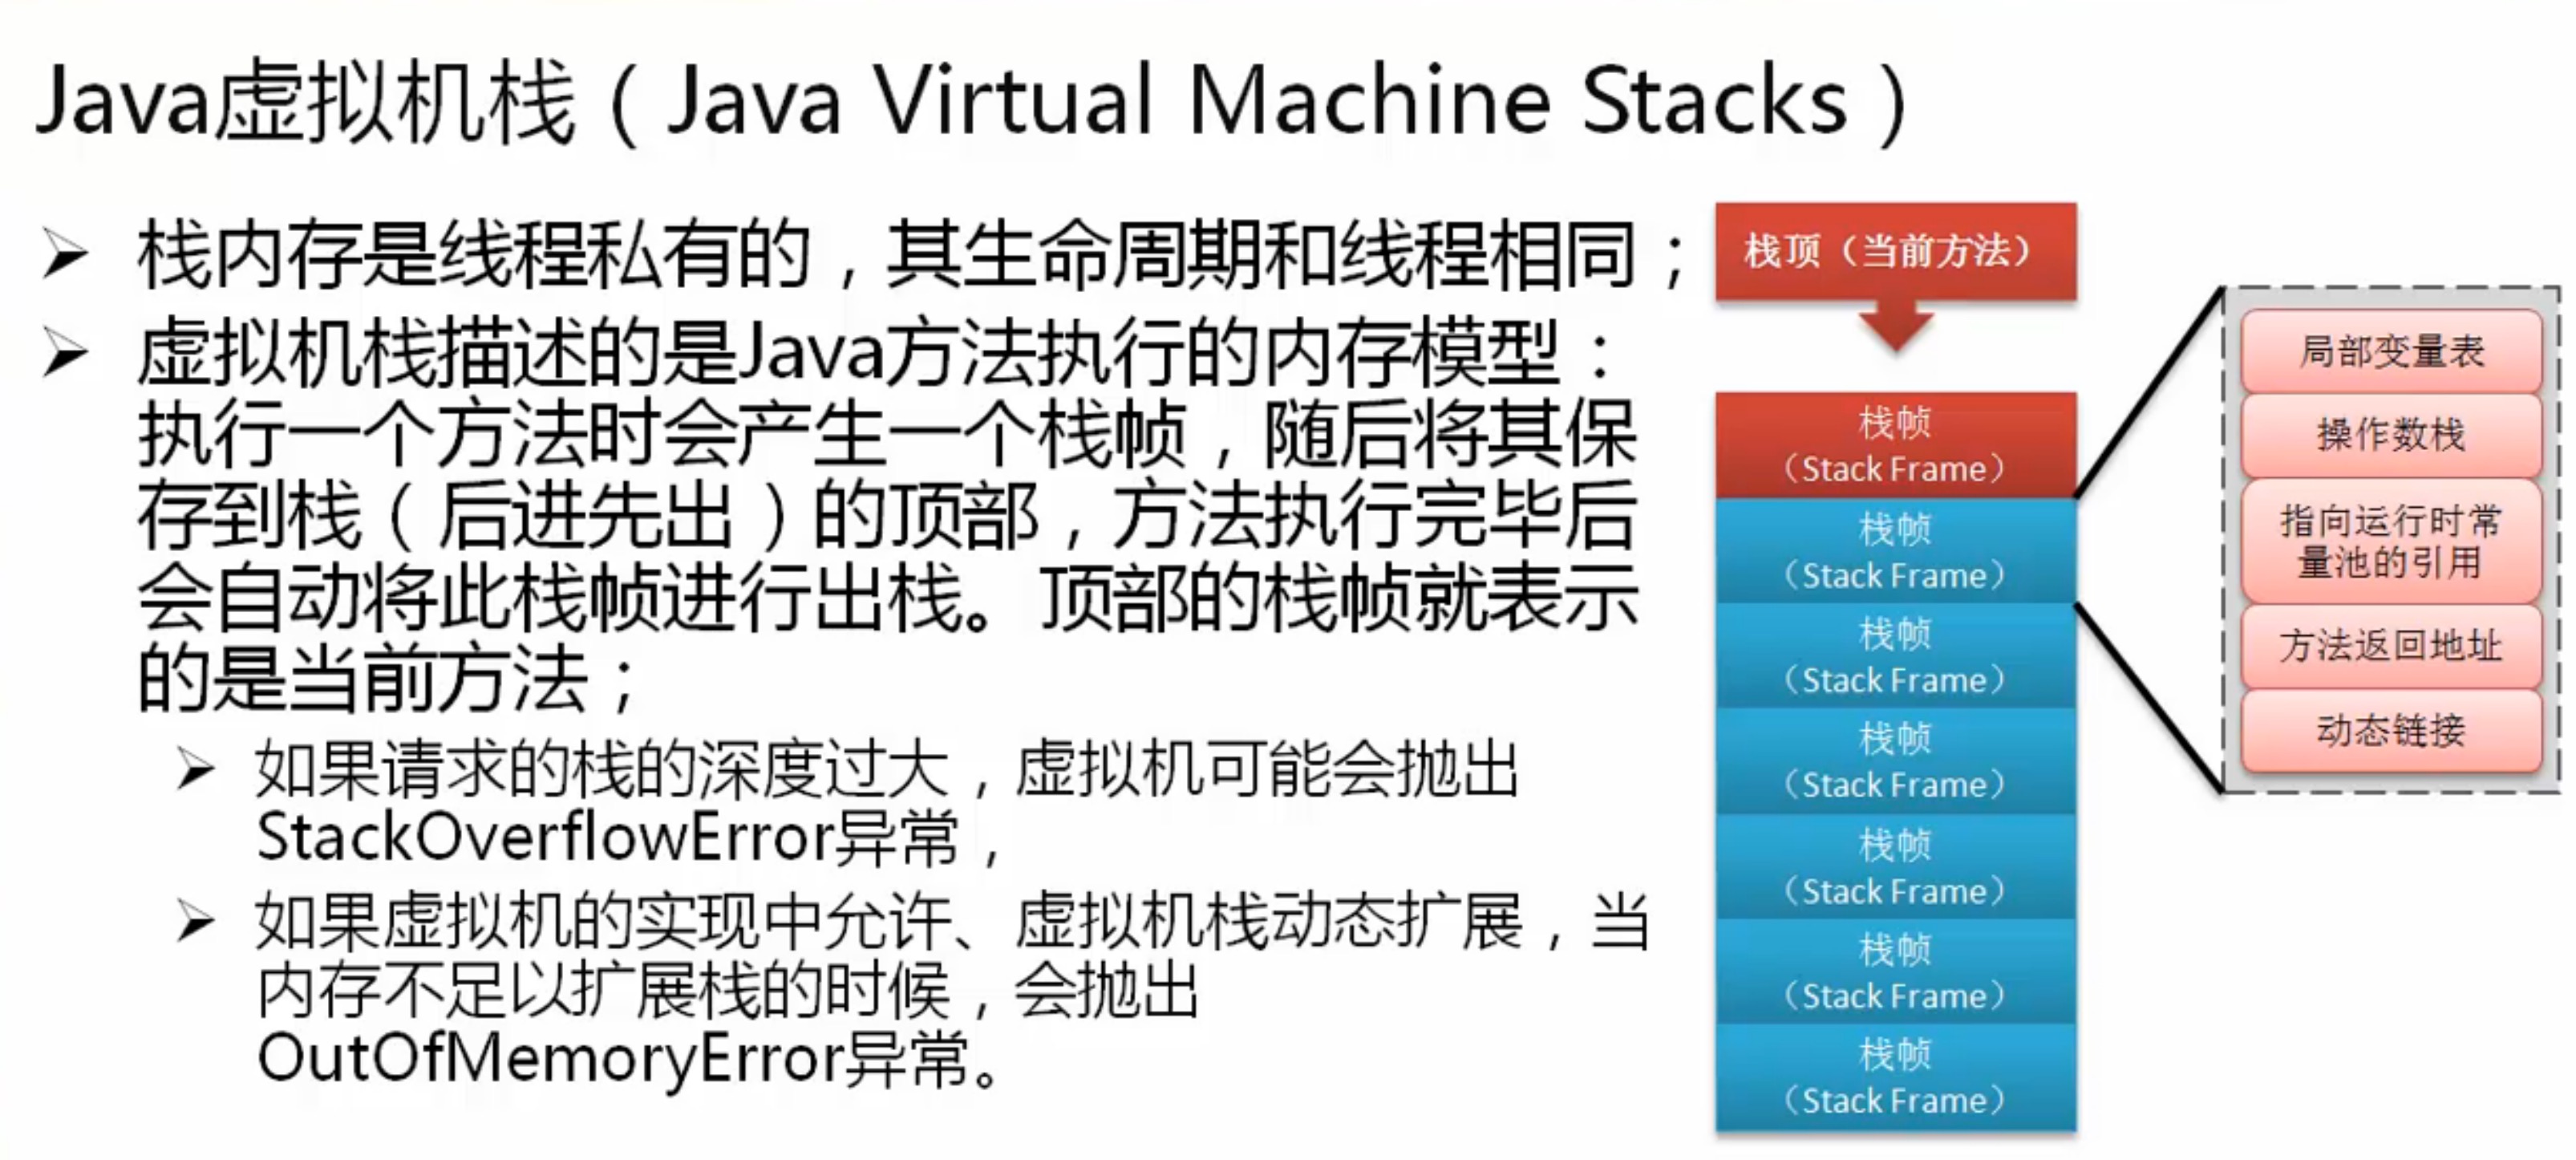 Java虚拟机栈（Java Virtual Machine Stacks）
栈内存是线程私有的，其生命周期和线程相同；
虚拟机栈描述的是Java方法执行的内存模型：
执行一个方法时会产生一个栈帧，随后将其保
存到栈（后进先出）的顶部，方法执行完毕后
会自动将此栈帧进行出栈。顶部的栈帧就表示
的是当前方法；
如果请求的栈的深度过大，虚拟机可能会抛出
StackOverflowError异常，
如果虚拟机的实现中允许、虚拟机栈动态扩展，当
内存不足以扩展栈的时候，会抛出
OutOfMemoryError异常。
栈顶（当前方法）
栈帧
（Stack Frame）
栈帧
（Stack Frame）
栈帧
（Stack Frame）
栈帧
（Stack Frame）
栈帧
（Stack Frame）
栈帧
（Stack Frame）
栈帧
（Stack Frame）
局部变量表
操作数栈
指向运行时常
量池的引用
方法返回地址
动态链接